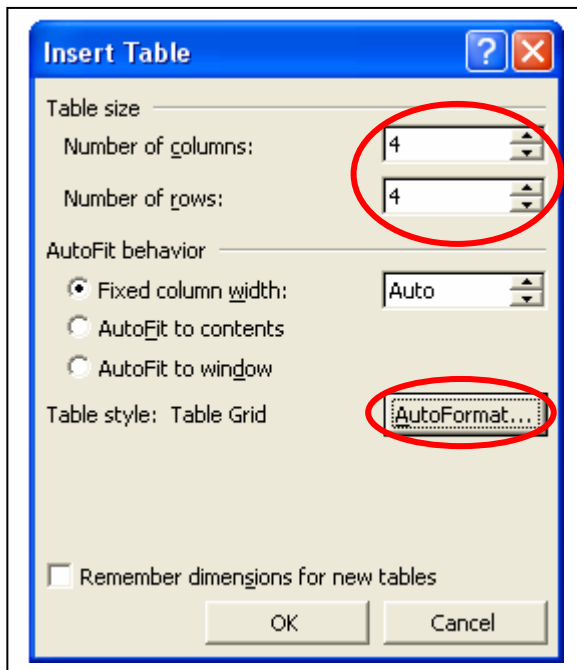 Insert Table ?
Table size
Number of columns: 4
Number of rows: 4
AutoFit behavior
Fixed column width: Auto
AutoFit to contents
AutoFit to window
Table style: Table Grid AutoFormat...
Remember dimensions for new tables
OK Cancel